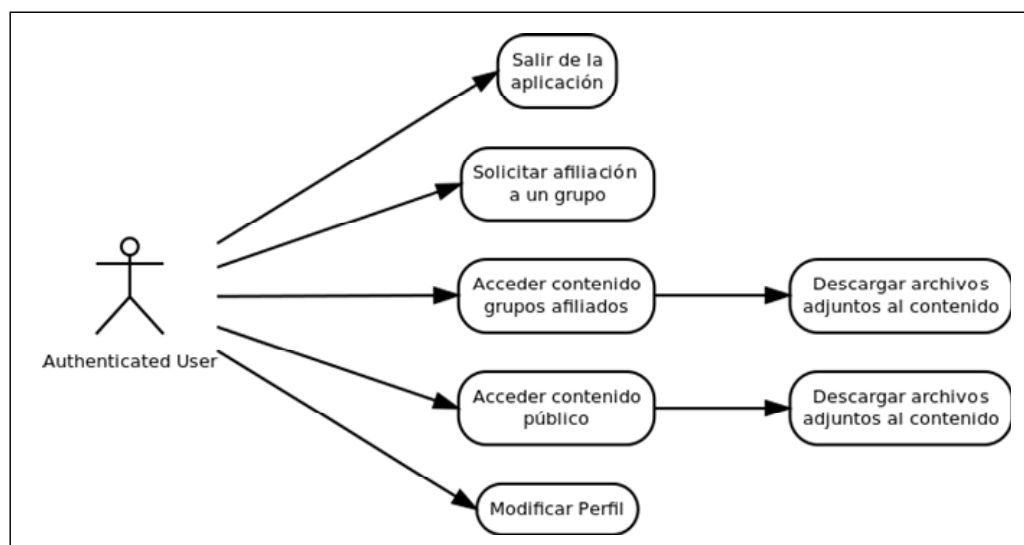 Salir de la
aplicación
Solicitar afiliación
a un grupo
Acceder contenido
grupos afiliados
Descargar archivos
adjuntos al contenido
Authenticated User
Acceder contenido
público
Descargar archivos
adjuntos al contenido
Modificar Perfil